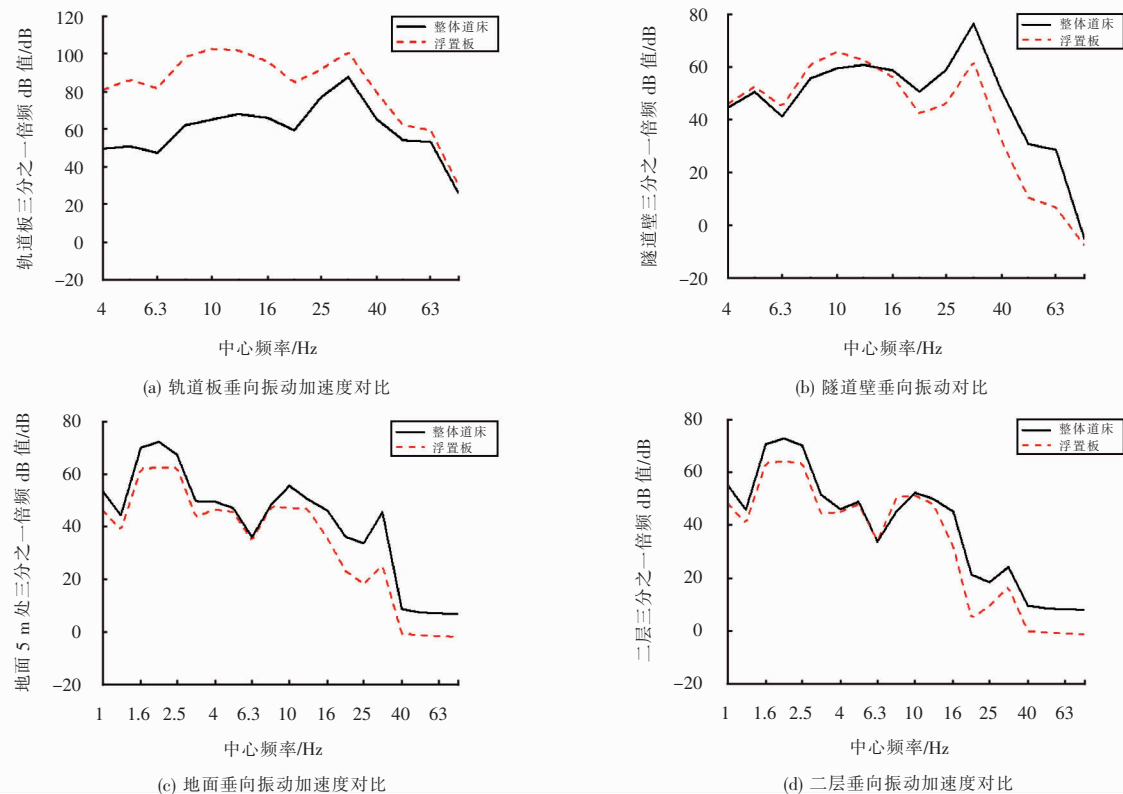 轨道板三分之一倍频 dB 值/dB
120
100
80
60
40
20
0
−20
整体道床
浮置板
4 6.3 10 16 25 40 63
中心频率/Hz
(a) 轨道板垂向振动加速度对比
隧道壁三分之一倍频 dB 值/dB
80
60
40
20
0
−20
整体道床
浮置板
4 6.3 10 16 25 40 63
中心频率/Hz
(b) 隧道壁垂向振动对比
地面 5 m 处三分之一倍频 dB 值/dB
80
60
40
20
0
−20
整体道床
浮置板
1 1.6 2.5 4 6.3 10 16 25 40 63
中心频率/Hz
(c) 地面垂向振动加速度对比
二层三分之一倍频 dB 值/dB
80
60
40
20
0
−20
整体道床
浮置板
1 1.6 2.5 4 6.3 10 16 25 40 63
中心频率/Hz
(d) 二层垂向振动加速度对比